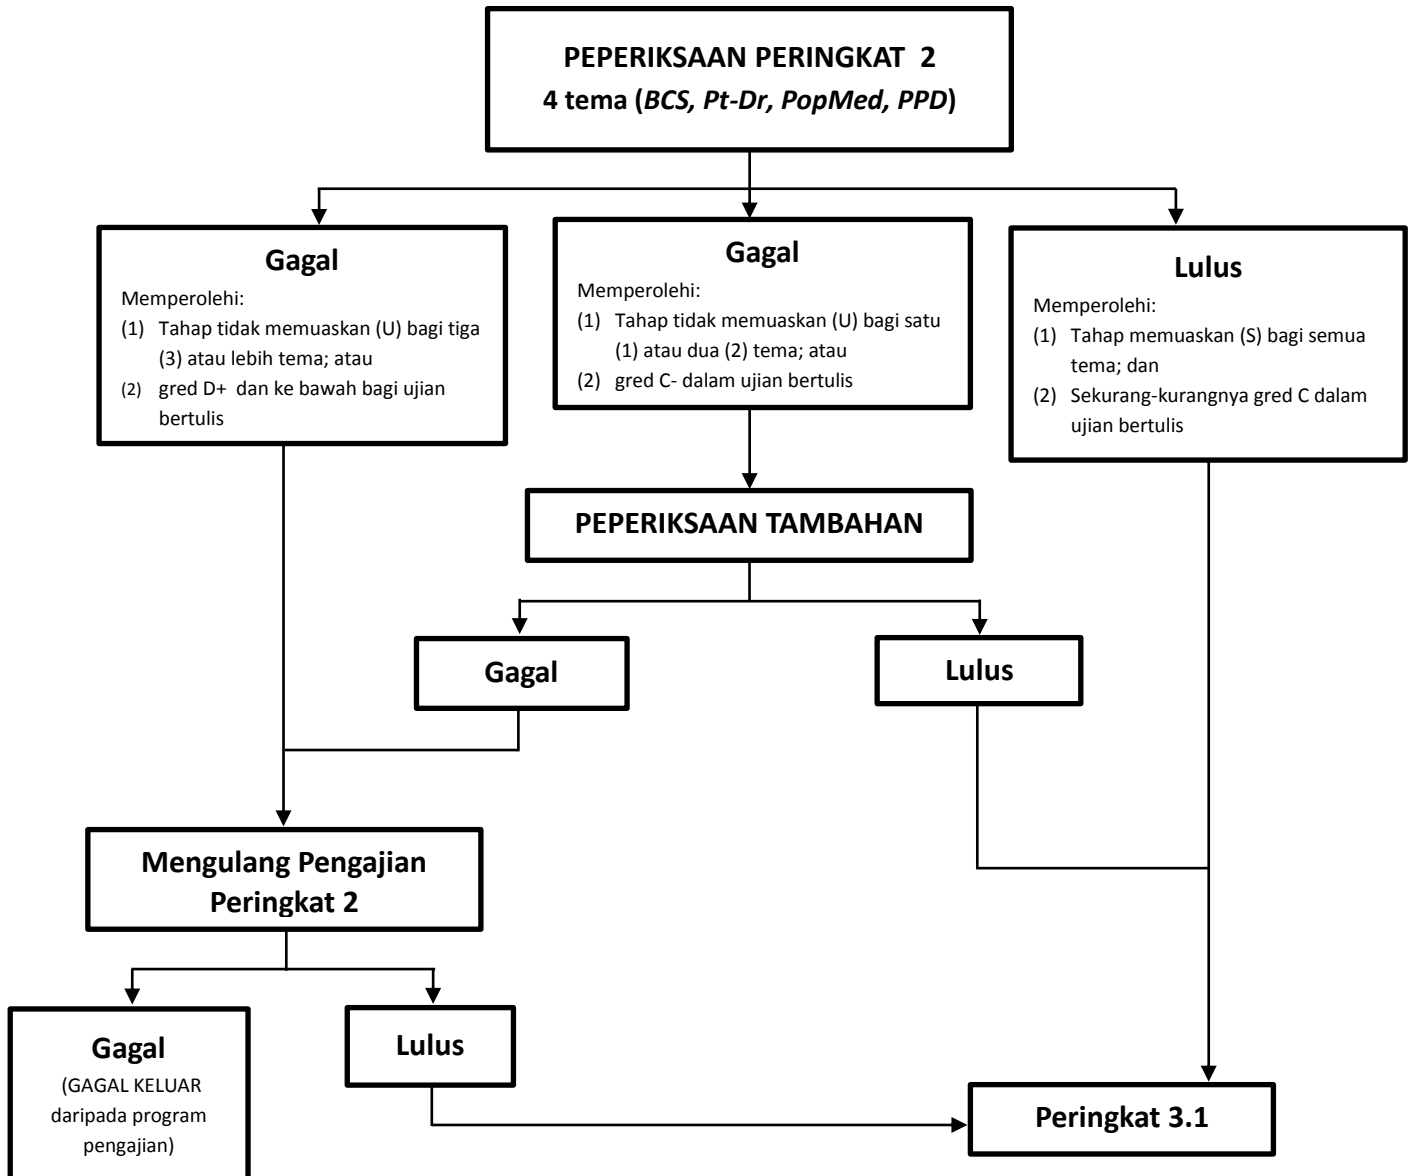 PEPERIKSAAN PERINGKAT 2
4 tema (BCS, Pt-Dr, PopMed, PPD)
Gagal
Memperolehi:
(1) Tahap tidak memuaskan (U) bagi tiga
(3) atau lebih tema; atau
(2) gred D+ dan ke bawah bagi ujian
bertulis
Gagal
Memperolehi:
(1) Tahap tidak memuaskan (U) bagi satu
(1) atau dua (2) tema; atau
(2) gred C- dalam ujian bertulis
Lulus
Memperolehi:
(1) Tahap memuaskan (S) bagi semua
tema; dan
(2) Sekurang-kurangnya gred C dalam
ujian bertulis
PEPERIKSAAN TAMBAHAN
Gagal
Lulus
Mengulang Pengajian
Peringkat 2
Gagal
(GAGAL KELUAR
daripada program
pengajian)
Lulus
Peringkat 3.1